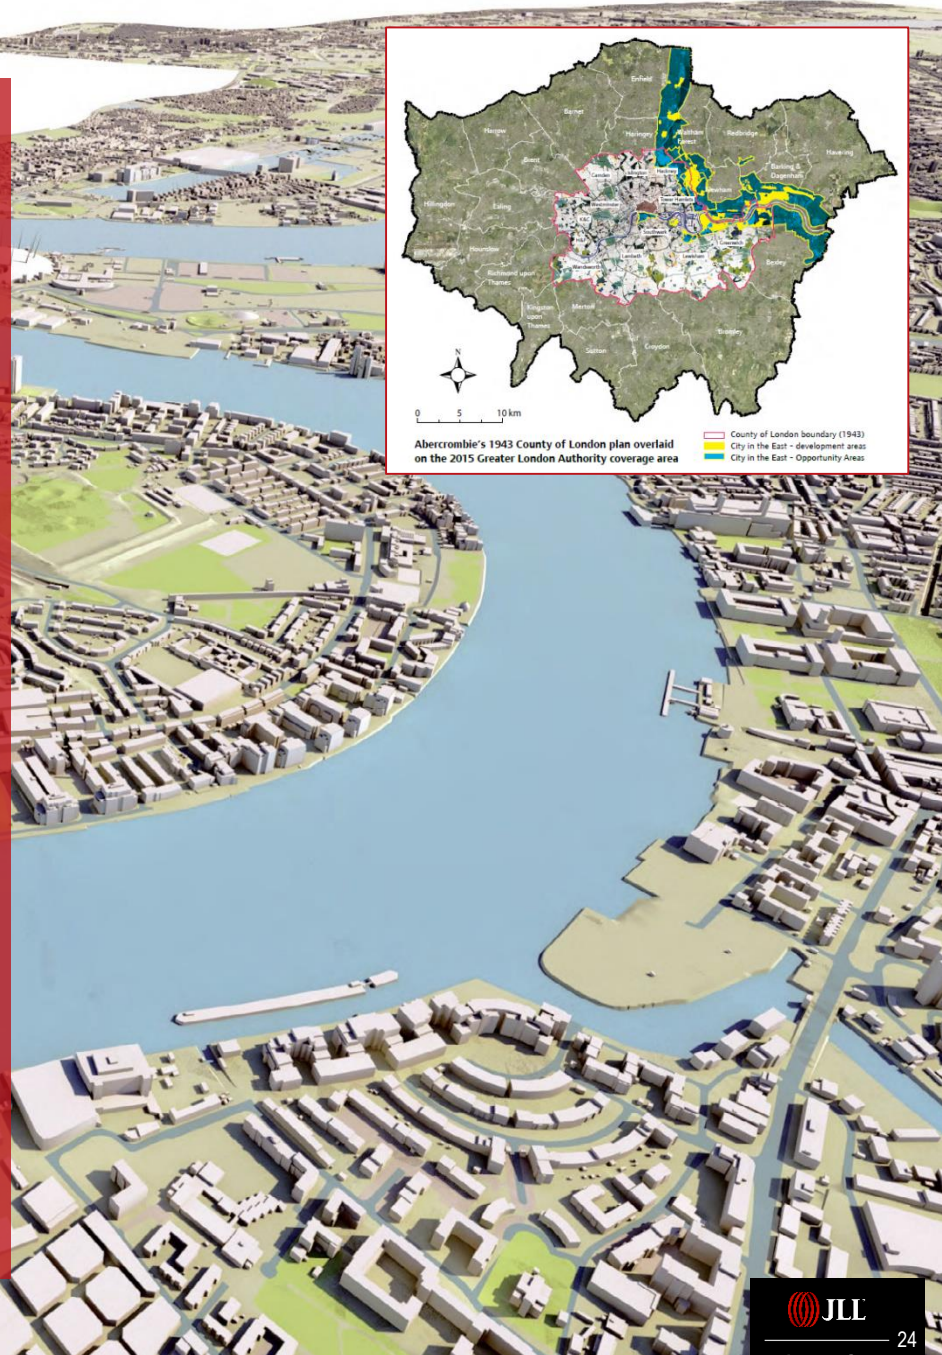 Enfield
Barnet
Harrow
Haringey
Waltham
Forest
Redbridge
Havering
Brent
Barking &
Dagenham
Camden
Islington
Hackney
Newham
Hillingdon
Ealing
Westminster
Tower Hamlets
K&C
H&F
Southwark
Greenwich
Hounslow
Lambeth
Lewisham
Bexley
Wandsworth
Richmond upon
Thames
Kingston
upon
Thames
Merton
Bromley
Sutton
Croydon
N
0 5 10 km
Abercrombie's 1943 County of London plan overlaid
on the 2015 Greater London Authority coverage area
County of London boundary (1943)
City in the East - development areas
City in the East - Opportunity Areas
JLL
24